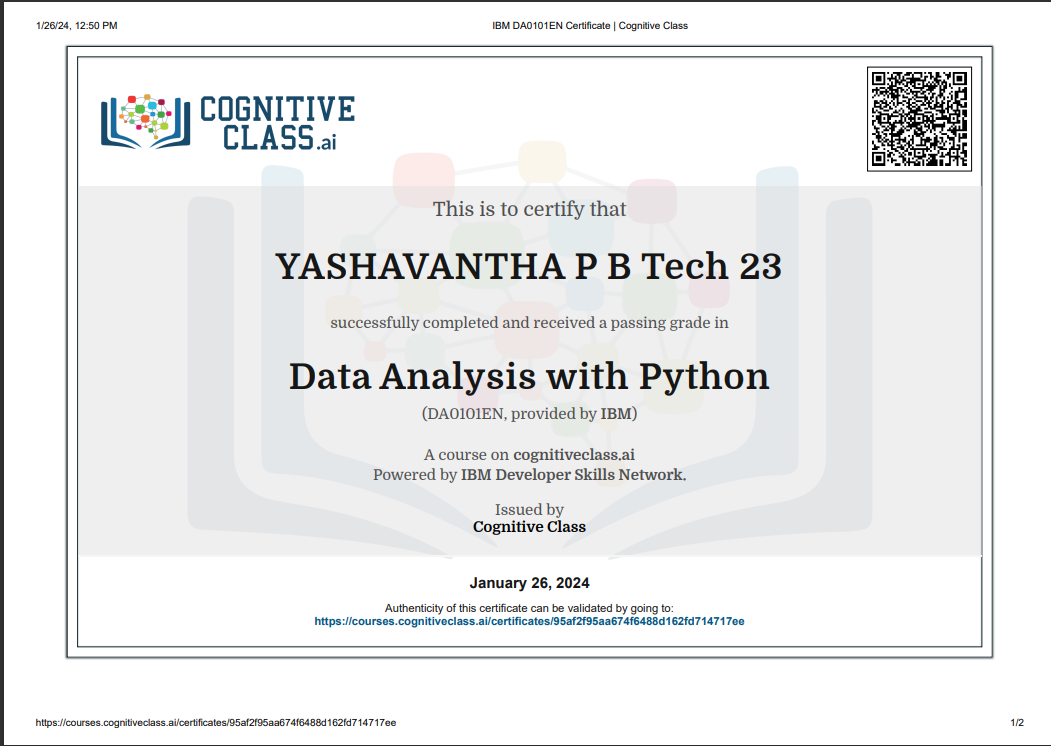 1/26/24, 12:50 PM
IBM DA0101EN Certificate | Cognitive Class
COGNITIVE
CLASS.ai
This is to certify that
YASHAVANTHA P B Tech 23
successfully completed and received a passing grade in
Data Analysis with Python
(DA0101EN, provided by IBM)
A course on cognitiveclass.ai
Powered by IBM Developer Skills Network.
Issued by
Cognitive Class
January 26, 2024
Authenticity of this certificate can be validated by going to:
https://courses.cognitiveclass.ai/certificates/95af2f95aa674f6488d162fd714717ee
https://courses.cognitiveclass.ai/certificates/95af2f95aa674f6488d162fd714717ee
1/2